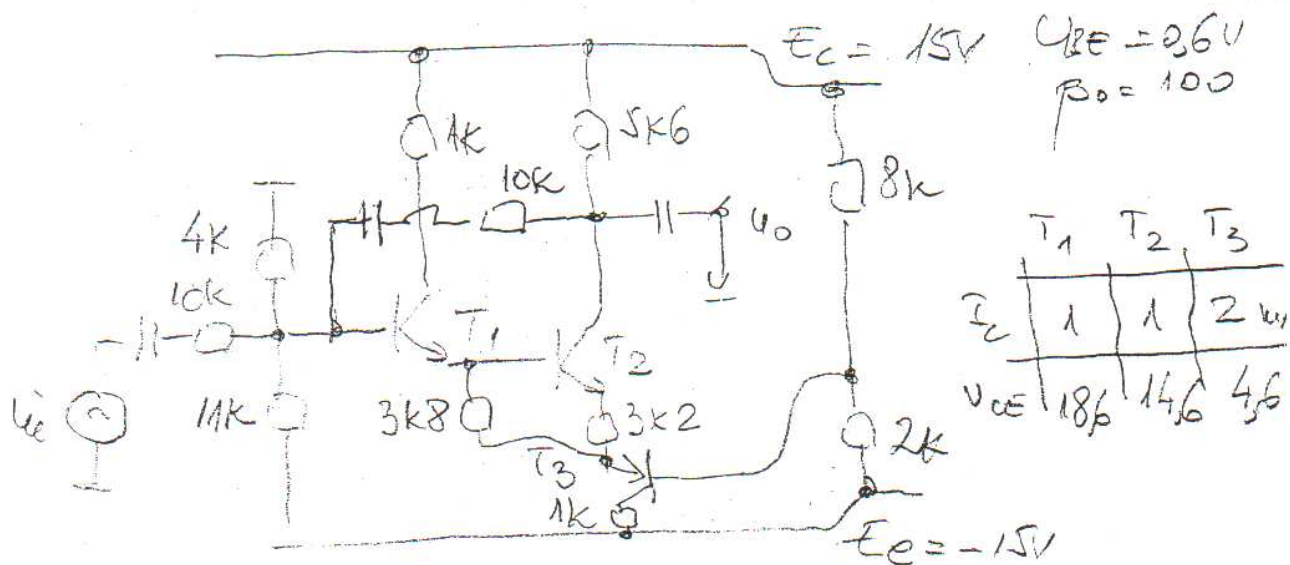 Ec = 15V
UBE = 0,6V
β0 = 100
1K
5K6
10K
8K
4K
10K
u0
T1 T2 T3
Ic 1 1 2 m
VCE 18,6 14,6 4,6
T1
T2
ui
11K
3K8
3K2
2K
T3
1K
Ee = -15V